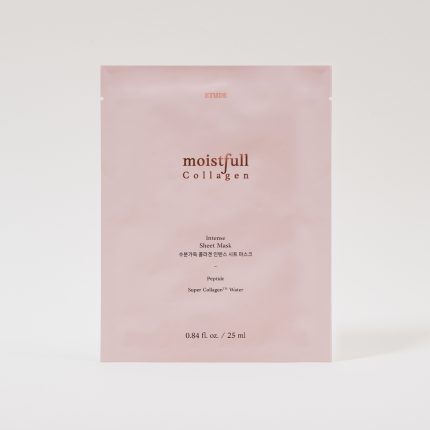 ETUDE
moistfull
Collagen
Intense
Sheet Mask
수분가득 콜라겐 인텐스 시트 마스크
–
Peptide
Super Collagen™ Water
0.84 fl. oz. / 25 ml